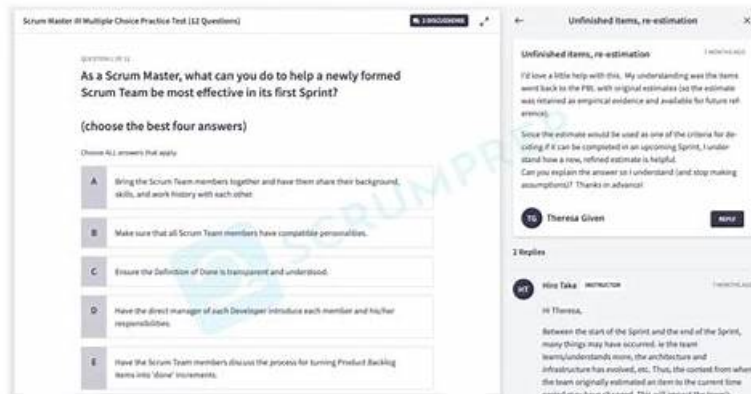 Scrum Master III Multiple Choice Practice Test (12 Questions)
2 DISCUSSIONS
QUESTION 1 OF 12
As a Scrum Master, what can you do to help a newly formed
Scrum Team be most effective in its first Sprint?
(choose the best four answers)
Choose ALL answers that apply
A
Bring the Scrum Team members together and have them share their background,
skills, and work history with each other.
B
Make sure that all Scrum Team members have compatible personalities.
C
Ensure the Definition of Done is transparent and understood.
D
Have the direct manager of each Developer introduce each member and his/her
responsibilities.
E
Have the Scrum Team members discuss the process for turning Product Backlog
items into 'done' Increments.
SCRUMPREP
Unfinished items, re-estimation
Unfinished items, re-estimation
MONTHS AGO
I'd love a little help with this. My understanding was the items
went back to the PBL with original estimates (so the estimate
was retained as empirical evidence and available for future ref-
erence).
Since the estimate would be used as one of the criteria for de-
ciding if it can be completed in an upcoming Sprint, I under-
stand how a new, refined estimate is helpful.
Can you explain the answer so I understand (and stop making
assumptions)? Thanks in advance!
TG
Theresa Given
REPLY
2 Replies
HT
Hiro Taka INSTRUCTOR
MONTHS AGO
Hi Theresa,
Between the start of the Sprint and the end of the Sprint,
many things may have occurred. ie the team
learns/understands more, the architecture and
infrastructure has evolved, etc. Thus, the context from when
the team originally estimated an item to the current time